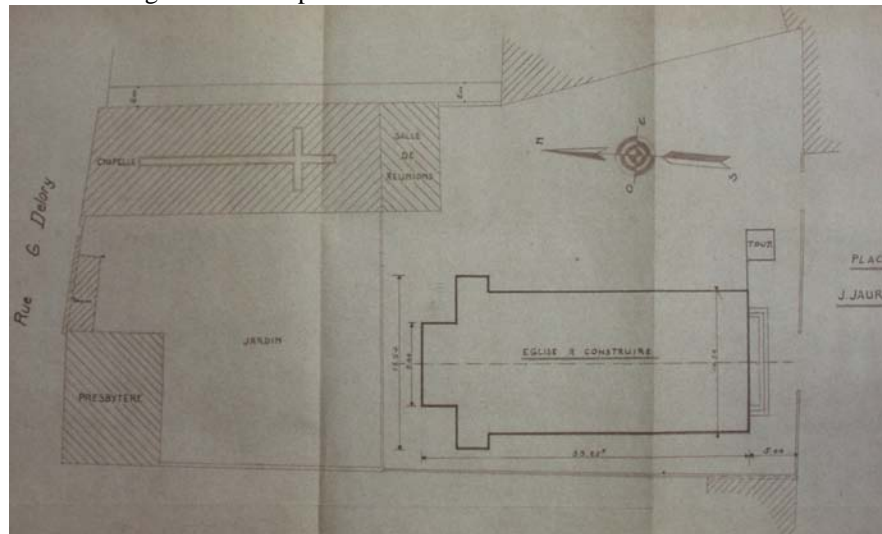 Rue G Delory
CHAPELLE
SALLE
DE
RÉUNIONS
N
S
O
TOUR
PLAC
J. JAUR
JARDIN
PRESBYTÈRE
EGLISE A CONSTRUIRE
5.00